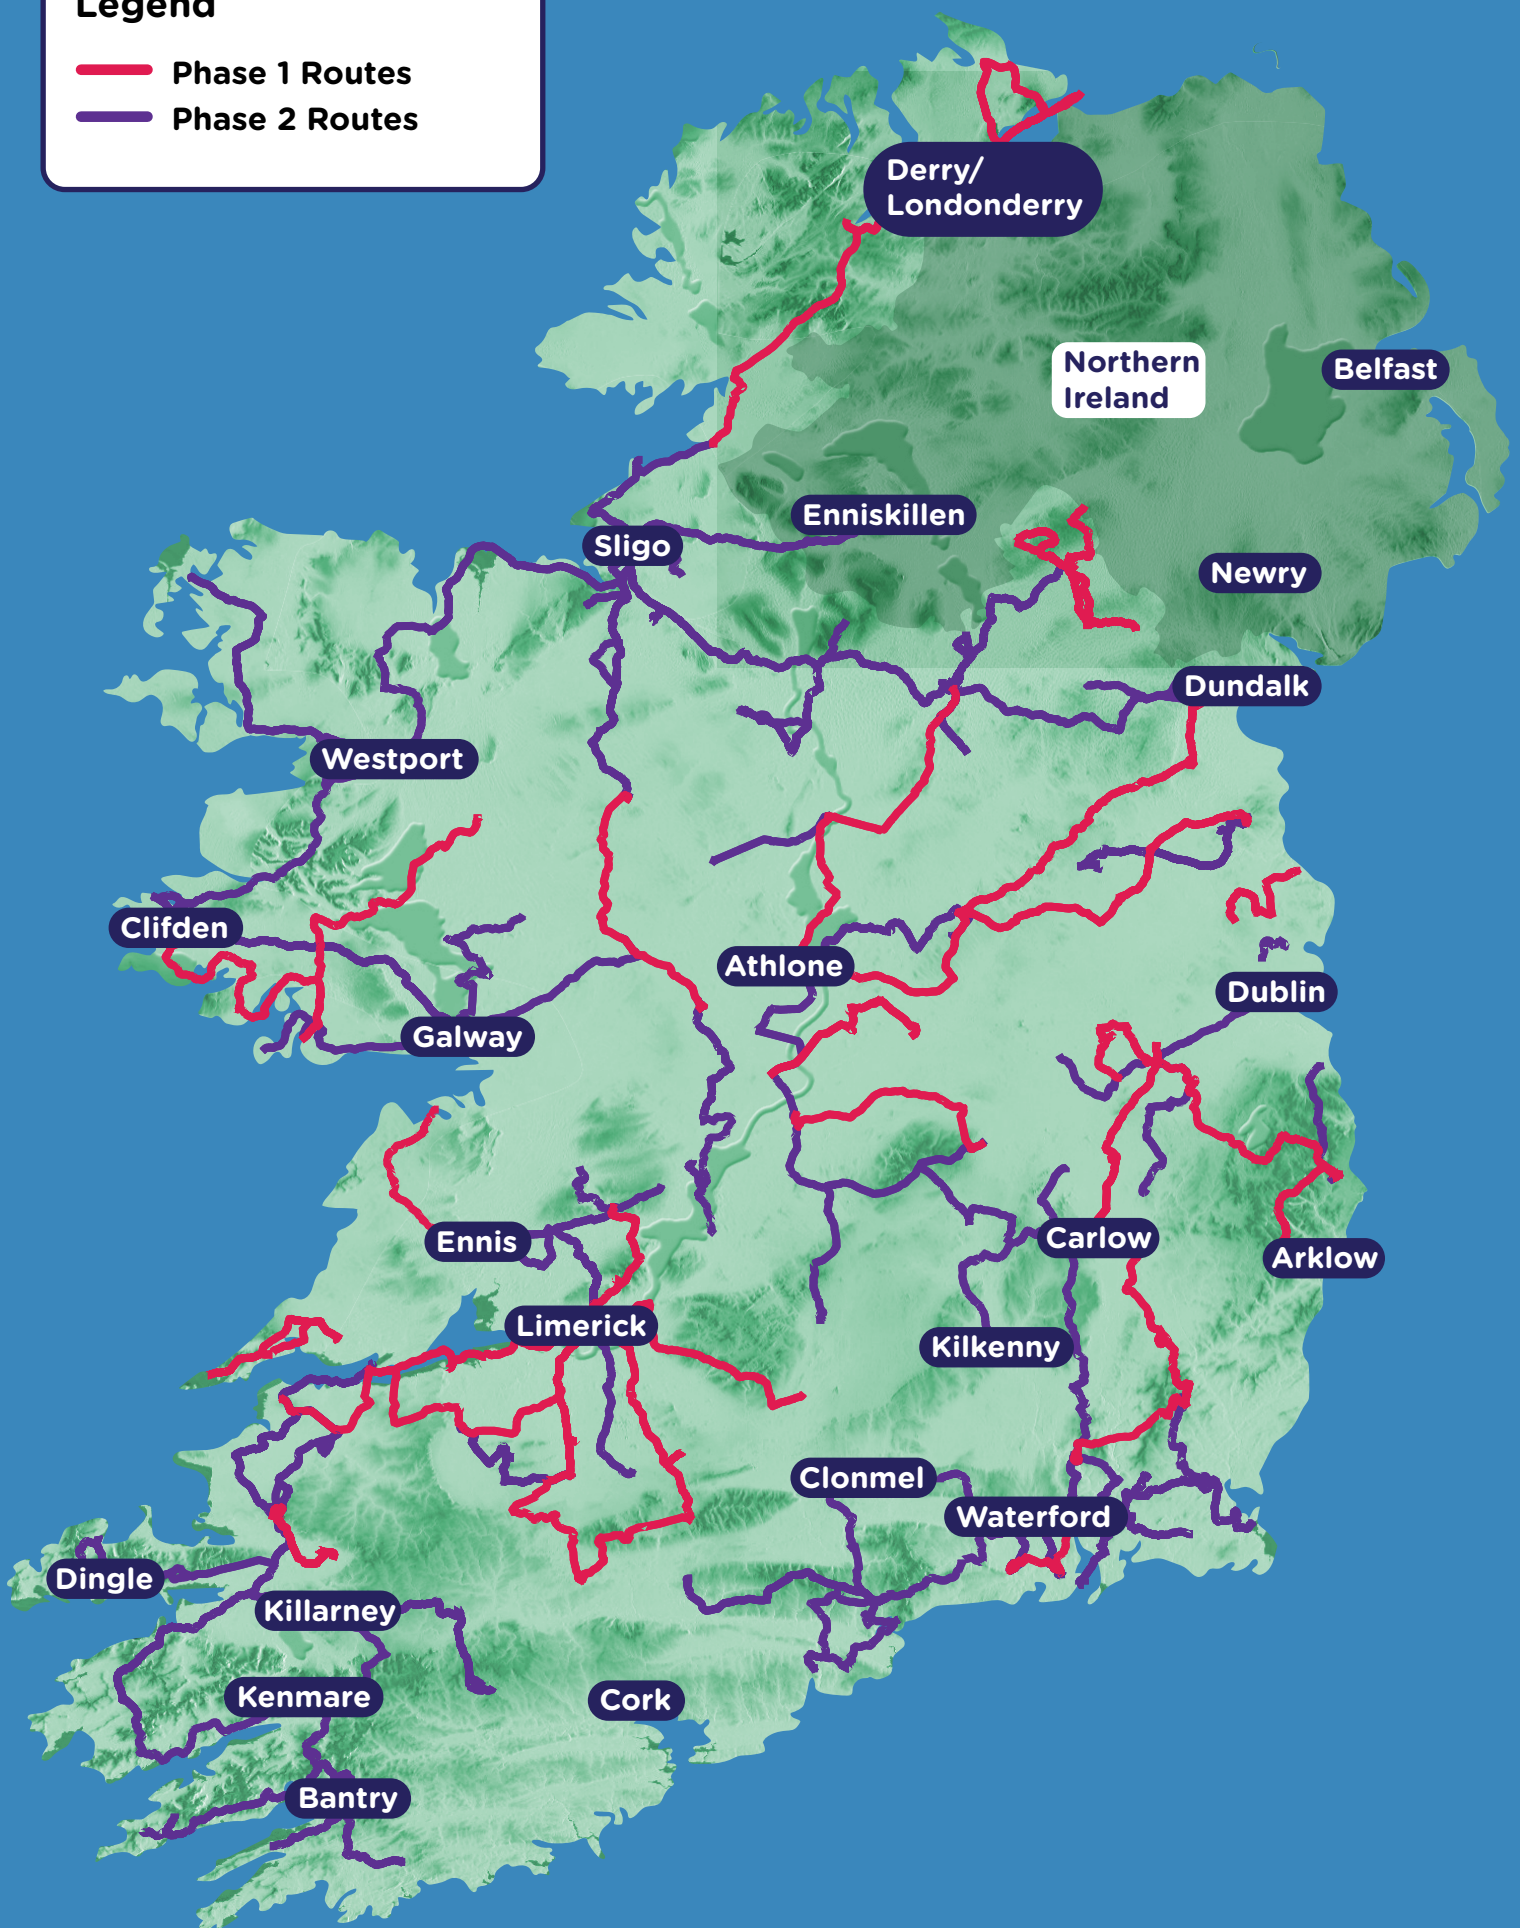 Legend
Phase 1 Routes
Phase 2 Routes
Derry/
Londonderry
Northern
Ireland
Belfast
Enniskillen
Sligo
Newry
Dundalk
Westport
Clifden
Athlone
Dublin
Galway
Ennis
Carlow
Arklow
Limerick
Kilkenny
Clonmel
Waterford
Dingle
Killarney
Kenmare
Cork
Bantry